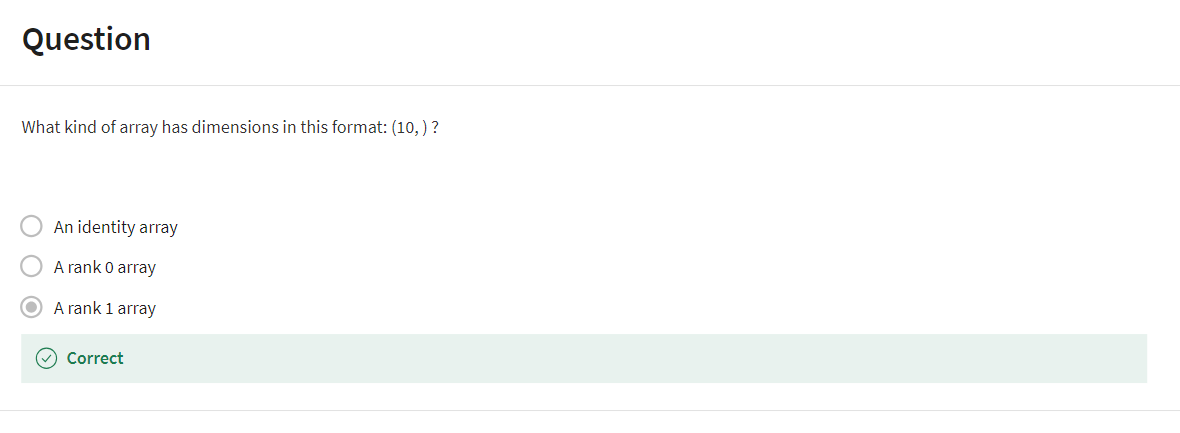 Question
What kind of array has dimensions in this format: (10, ) ?
An identity array
A rank 0 array
A rank 1 array
Correct